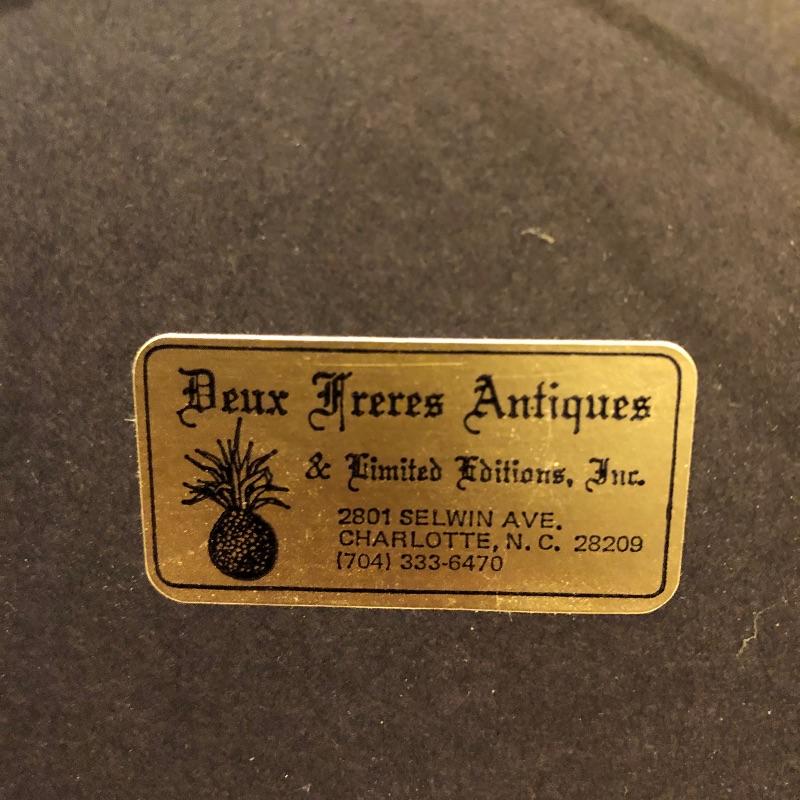 Deux Freres Antiques
& Limited Editions, Inc.
2801 SELWIN AVE.
CHARLOTTE, N. C. 28209
(704) 333-6470